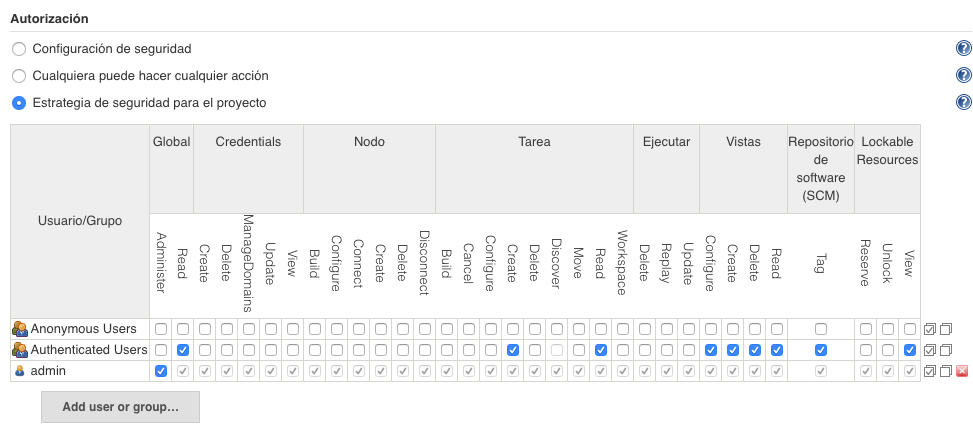 Autorización
Configuración de seguridad
Cualquiera puede hacer cualquier acción
Estrategia de seguridad para el proyecto
Usuario/Grupo
Global
Credentials
Nodo
Tarea
Ejecutar
Vistas
Repositorio
de
software
(SCM)
Lockable
Resources
Administer
Read
Create
Delete
ManageDomains
Update
View
Build
Configure
Connect
Create
Delete
Disconnect
Build
Cancel
Configure
Create
Delete
Discover
Move
Read
Workspace
Delete
Replay
Update
Configure
Create
Delete
Read
Tag
Reserve
Unlock
View
Anonymous Users
Authenticated Users
admin
Add user or group...